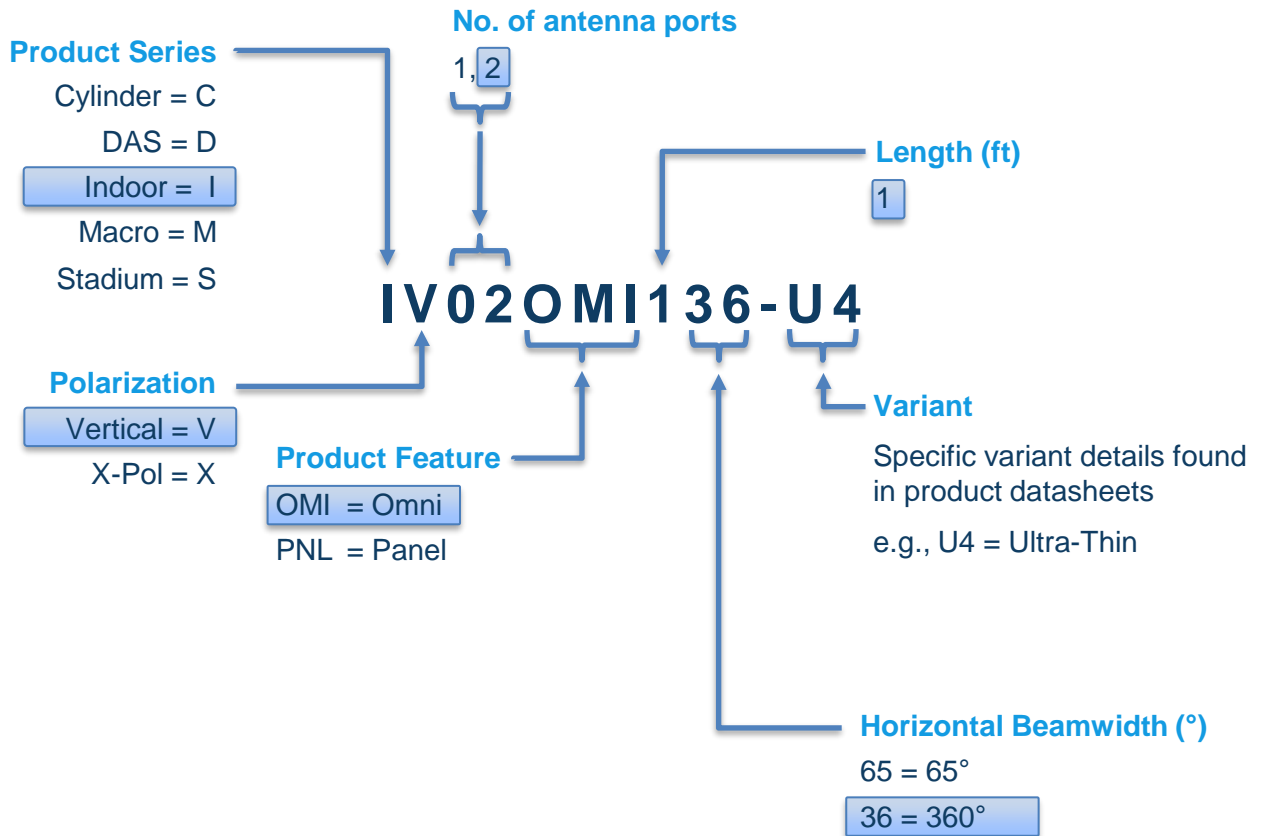 No. of antenna ports
1, 2
Product Series
Cylinder = C
DAS = D
Indoor = I
Macro = M
Stadium = S
Length (ft)
1
IV02OMI136-U4
Polarization
Vertical = V
X-Pol = X
Product Feature
OMI = Omni
PNL = Panel
Variant
Specific variant details found
in product datasheets
e.g., U4 = Ultra-Thin
Horizontal Beamwidth (°)
65 = 65°
36 = 360°